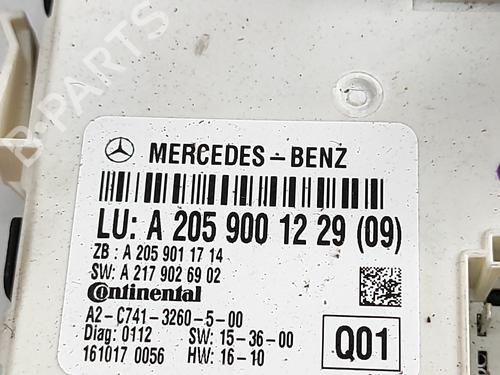 B-PARTS
MERCEDES-BENZ
LU: A 205 900 12 29 (09)
ZB : A 205 901 17 14
SW: A 217 902 69 02
Continental
A2-C741-3260-5-00
Diag: 0112 SW: 15-36-00
161017 0056 HW: 16-10
Q01